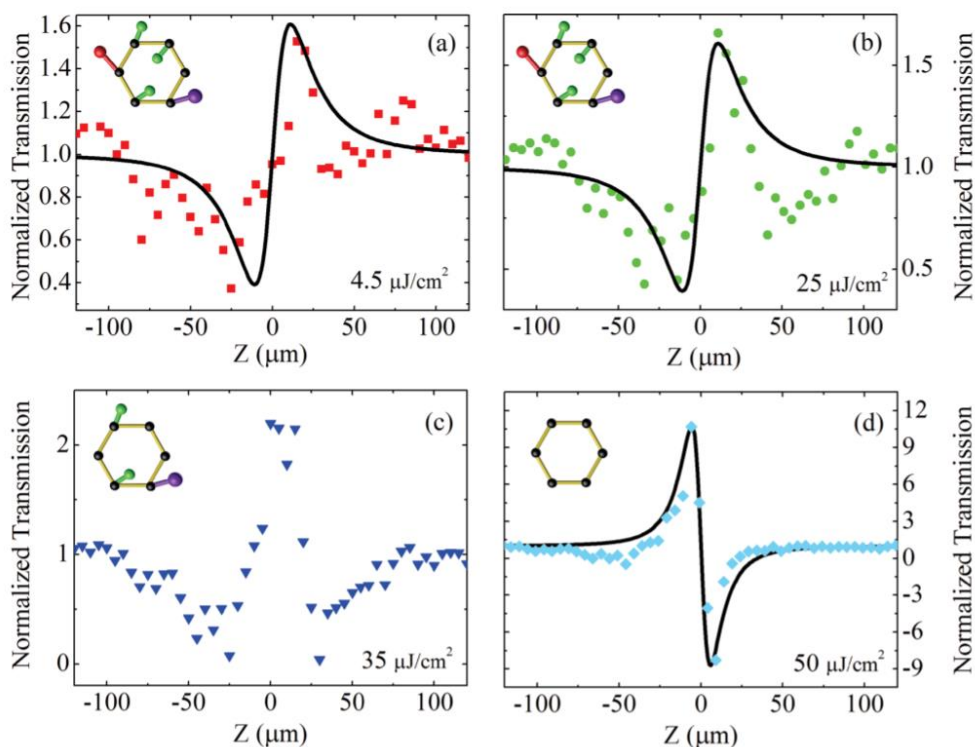 (a)
Normalized Transmission
1.6
1.4
1.2
1.0
0.8
0.6
0.4
-100 -50 0 50 100
Z (μm)
4.5 μJ/cm²
(b)
Normalized Transmission
1.5
1.0
0.5
-100 -50 0 50 100
Z (μm)
25 μJ/cm²
(c)
Normalized Transmission
2
1
0
-100 -50 0 50 100
Z (μm)
35 μJ/cm²
(d)
Normalized Transmission
12
9
6
3
0
-3
-6
-9
-100 -50 0 50 100
Z (μm)
50 μJ/cm²